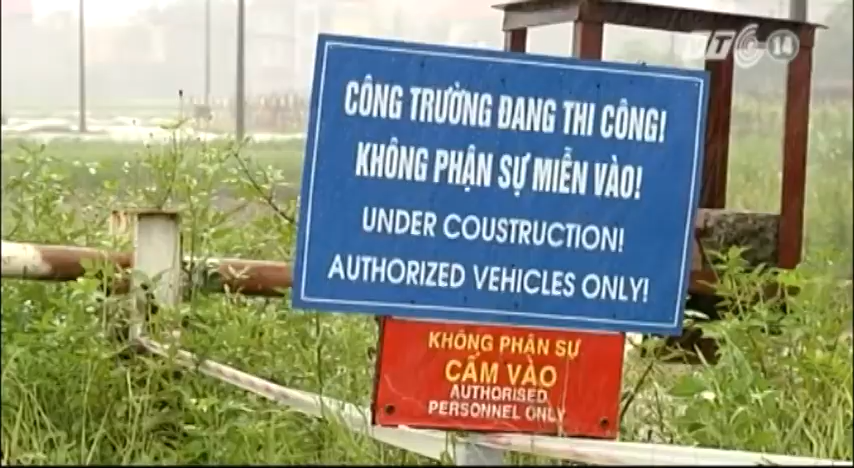 VTC 14
CÔNG TRƯỜNG ĐANG THI CÔNG!
KHÔNG PHẬN SỰ MIỄN VÀO!
UNDER COUSTRUCTION!
AUTHORIZED VEHICLES ONLY!
KHÔNG PHẬN SỰ
CẤM VÀO
AUTHORISED
PERSONNEL ONLY